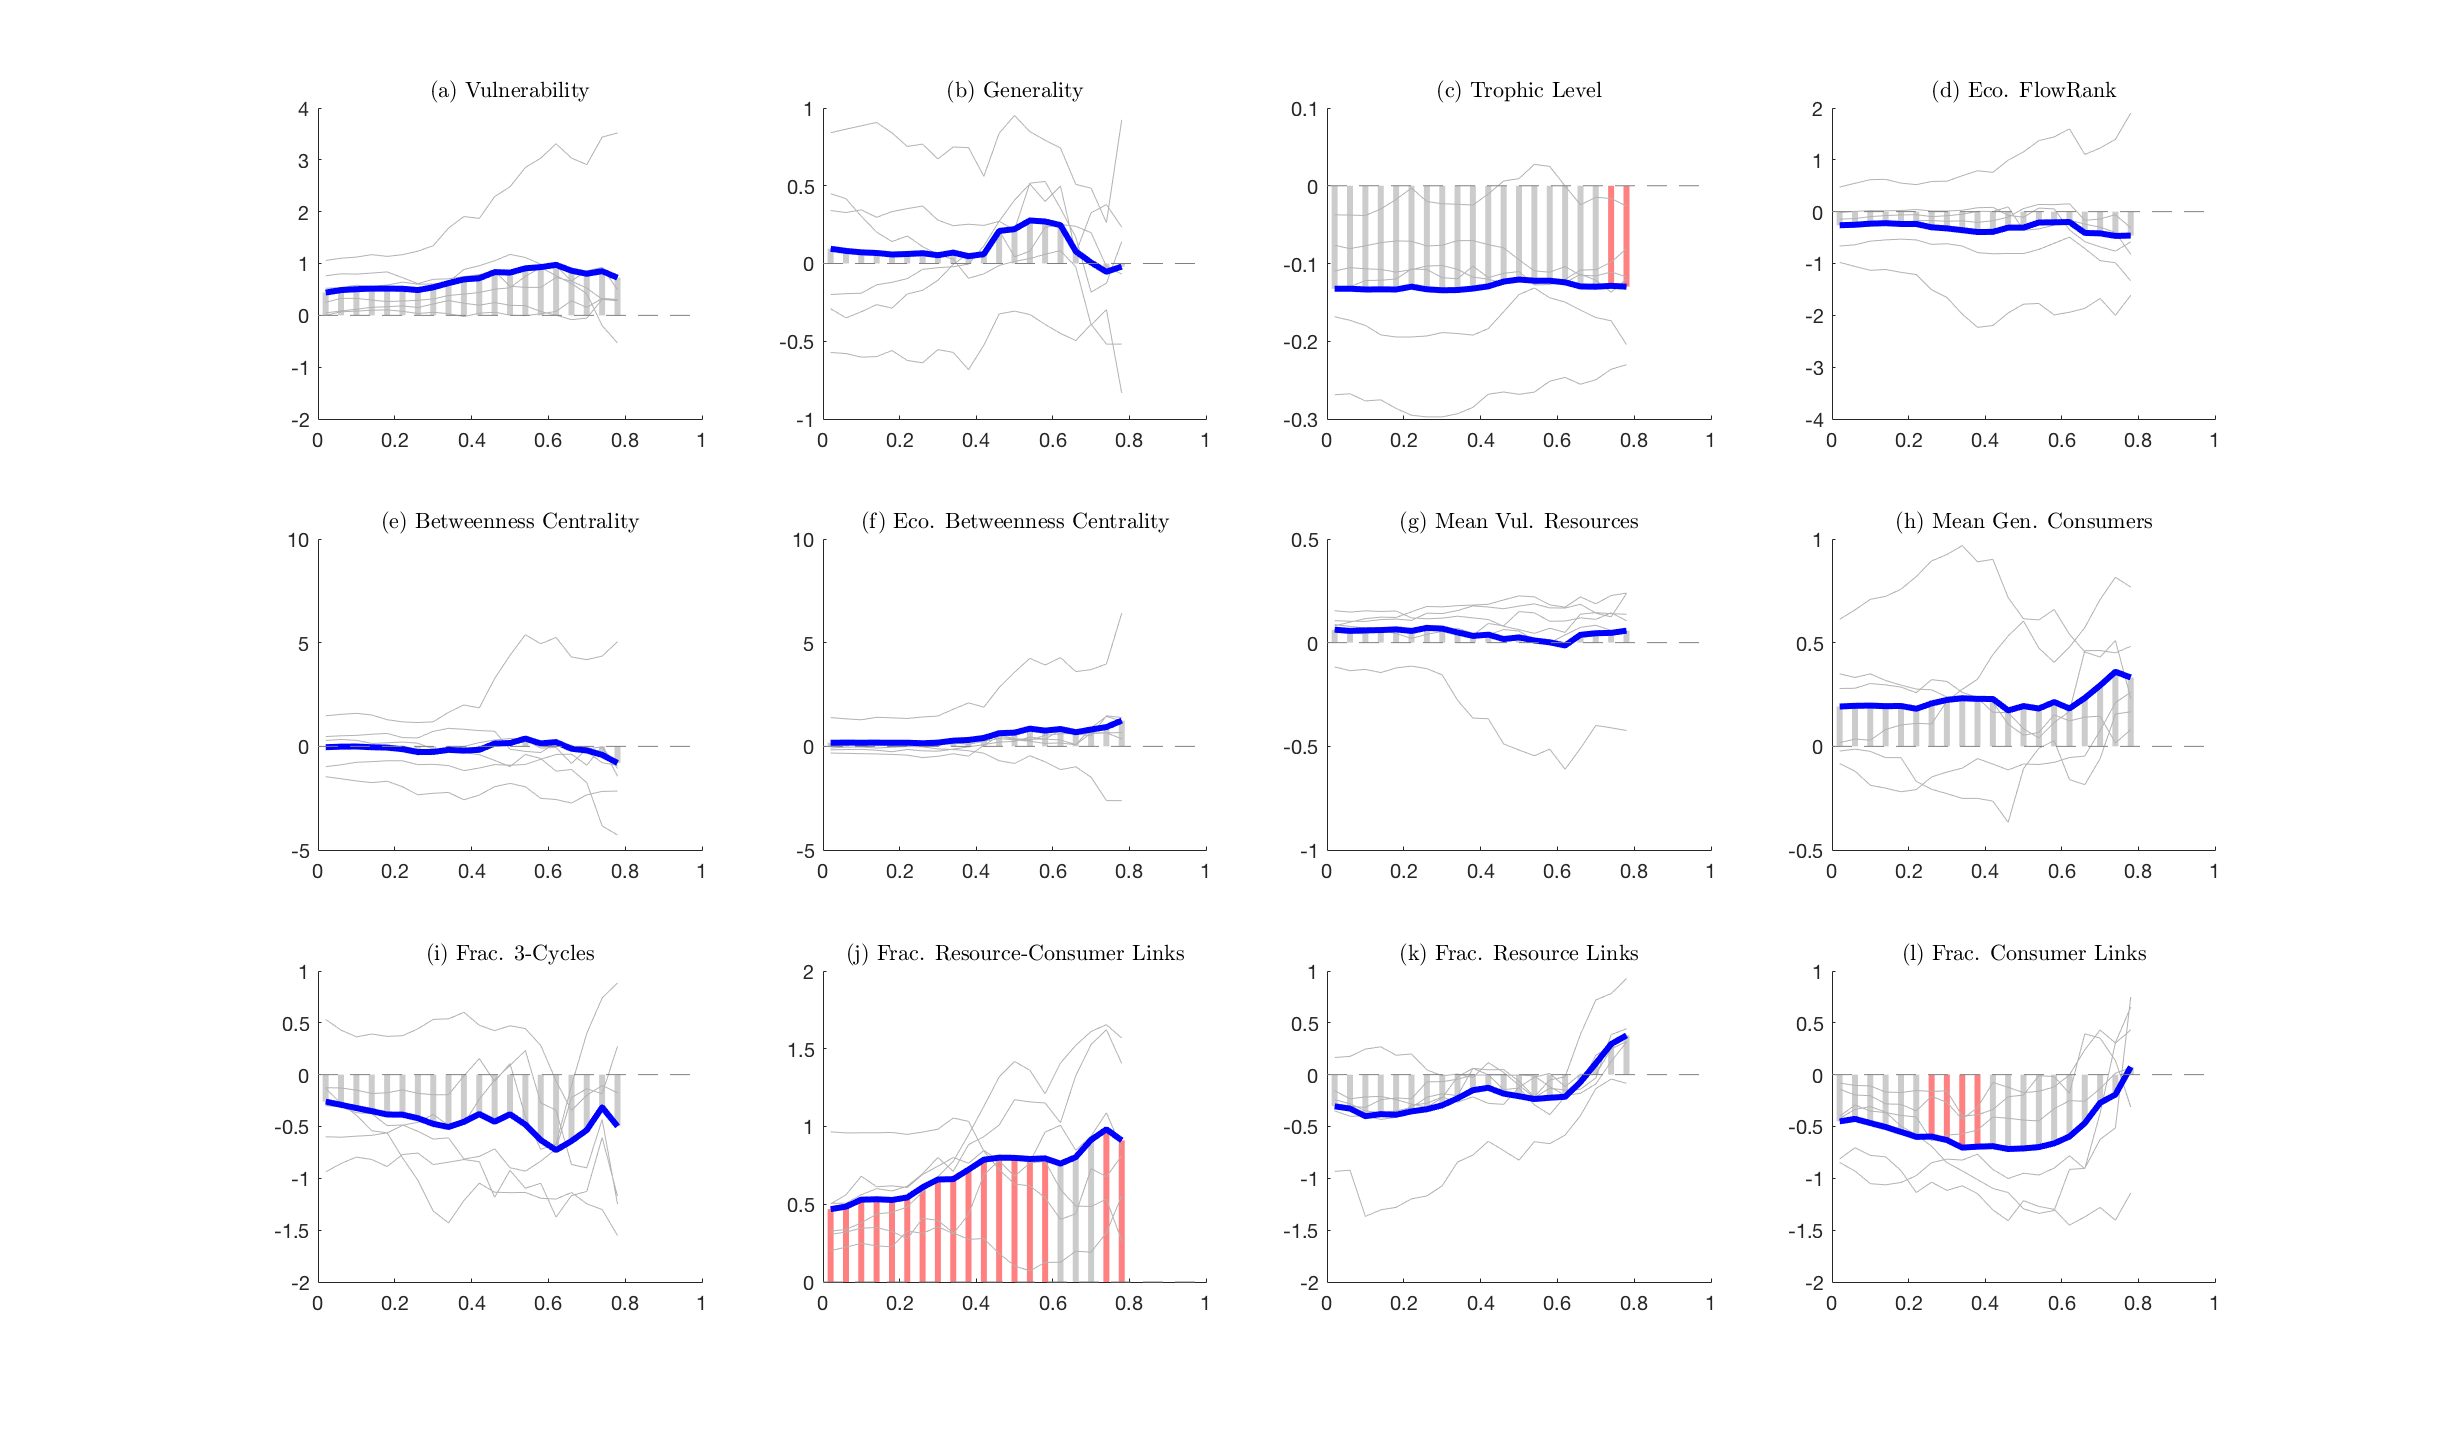 (a) Vulnerability
(b) Generality
(c) Trophic Level
(d) Eco. FlowRank
4
3
2
1
0
-1
-2
0 0.2 0.4 0.6 0.8 1
1
0.5
0
-0.5
-1
0 0.2 0.4 0.6 0.8 1
0.1
0
-0.1
-0.2
-0.3
0 0.2 0.4 0.6 0.8 1
2
1
0
-1
-2
-3
-4
0 0.2 0.4 0.6 0.8 1
(e) Betweenness Centrality
(f) Eco. Betweenness Centrality
(g) Mean Vul. Resources
(h) Mean Gen. Consumers
10
5
0
-5
0 0.2 0.4 0.6 0.8 1
10
5
0
-5
0 0.2 0.4 0.6 0.8 1
0.5
0
-0.5
-1
0 0.2 0.4 0.6 0.8 1
1
0.5
0
-0.5
0 0.2 0.4 0.6 0.8 1
(i) Frac. 3-Cycles
(j) Frac. Resource-Consumer Links
(k) Frac. Resource Links
(l) Frac. Consumer Links
1
0.5
0
-0.5
-1
-1.5
-2
0 0.2 0.4 0.6 0.8 1
2
1.5
1
0.5
0
0 0.2 0.4 0.6 0.8 1
1
0.5
0
-0.5
-1
-1.5
-2
0 0.2 0.4 0.6 0.8 1
1
0.5
0
-0.5
-1
-1.5
-2
0 0.2 0.4 0.6 0.8 1